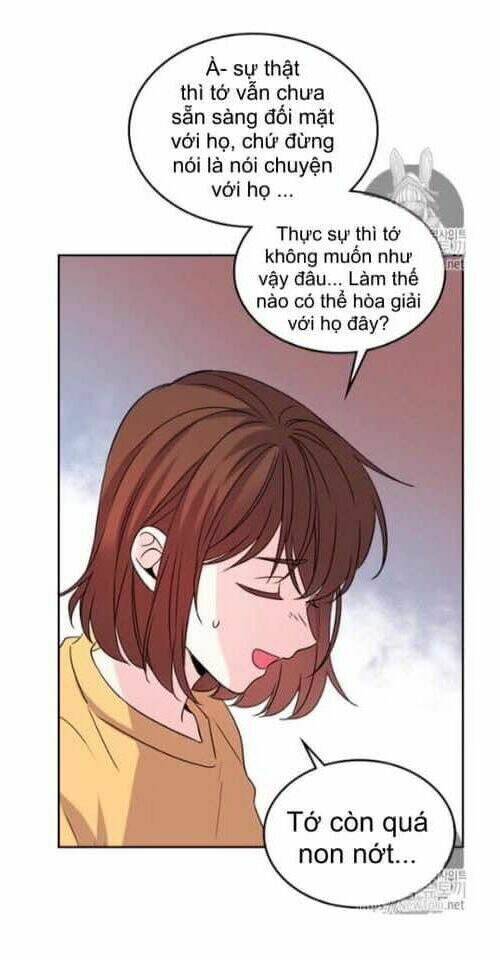 À- sự thật
thì tớ vẫn chưa
sẵn sàng đối mặt
với họ, chứ đừng
nói là nói chuyện
với họ ...
Thực sự thì tớ
không muốn như
vậy đâu... Làm thế
nào có thể hòa giải
với họ đây?
Tớ còn quá
non nớt...